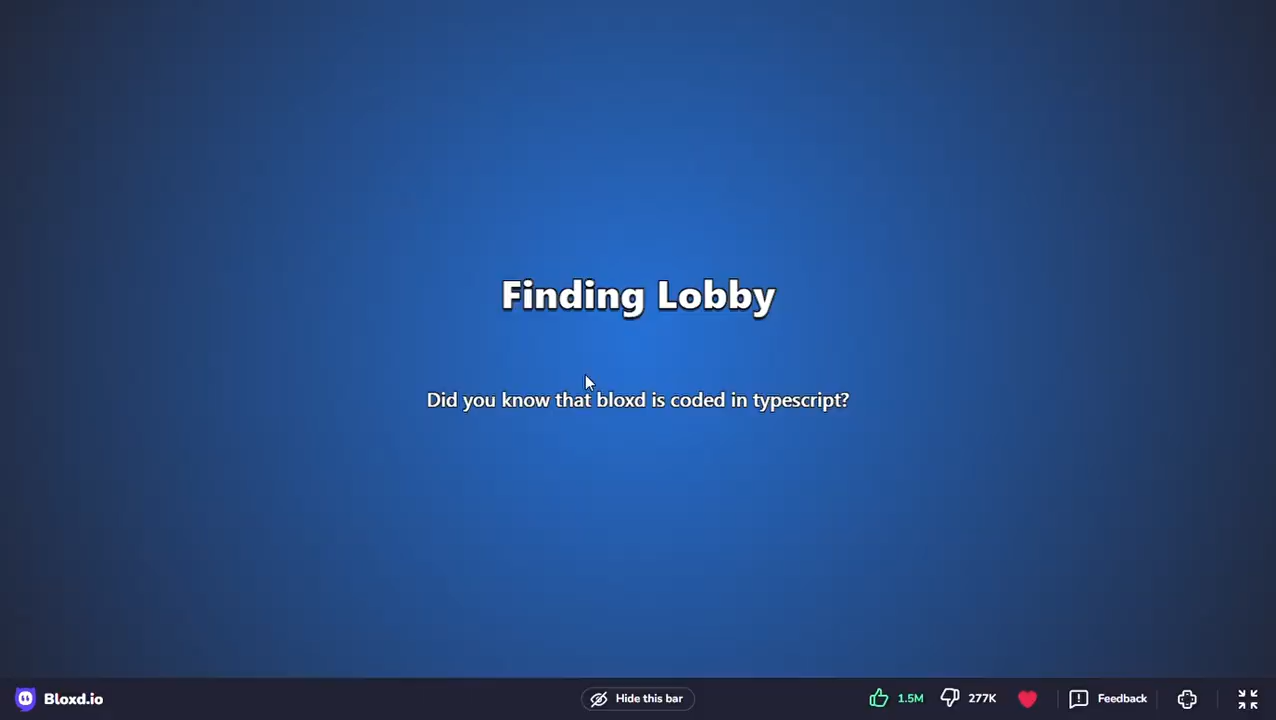 Finding Lobby
Did you know that bloxd is coded in typescript?
Bloxd.io
Hide this bar
1.5M
277K
Feedback